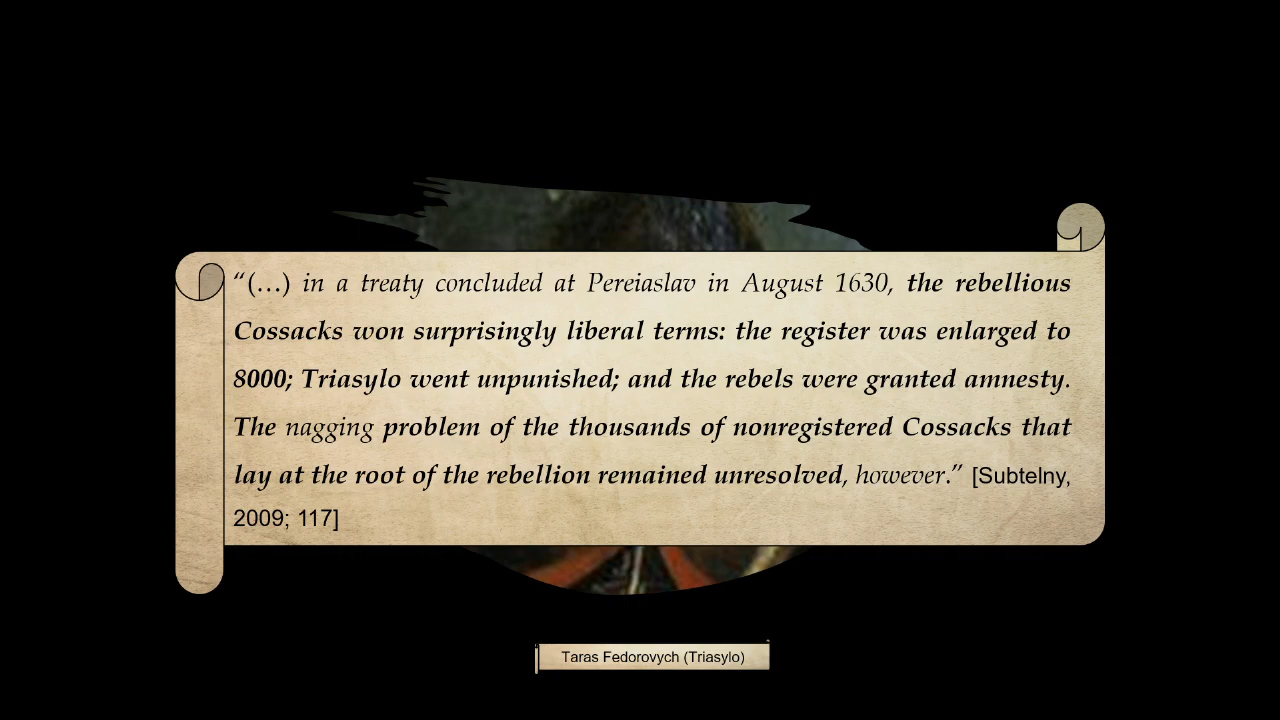 “(…) in a treaty concluded at Pereiaslav in August 1630, the rebellious
Cossacks won surprisingly liberal terms: the register was enlarged to
8000; Triasylo went unpunished; and the rebels were granted amnesty.
The nagging problem of the thousands of nonregistered Cossacks that
lay at the root of the rebellion remained unresolved, however.” [Subtelny,
2009; 117]
Taras Fedorovych (Triasylo)